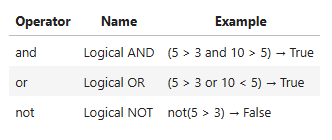 Operator Name Example
and Logical AND (5 > 3 and 10 > 5) → True
or Logical OR (5 > 3 or 10 < 5) → True
not Logical NOT not(5 > 3) → False